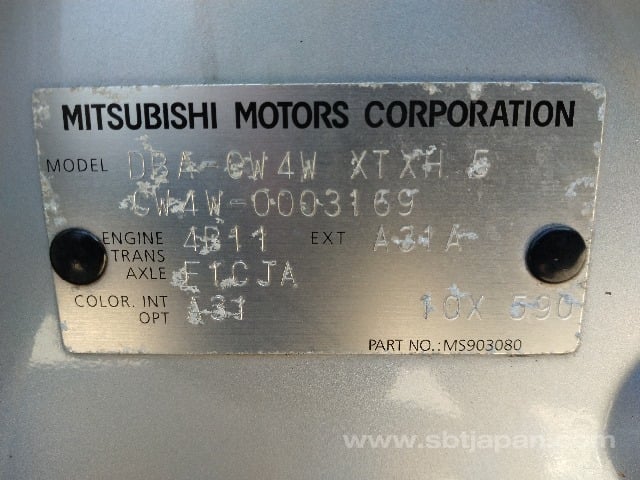 MITSUBISHI MOTORS CORPORATION
MODEL DBA-CW4W XTXH 5
CW4W-0003169
ENGINE 4B11 EXT A31A
TRANS
AXLE F1CJA
COLOR. INT A31
OPT 10X 590
PART NO.: MS903080
www.sbtjapan.com